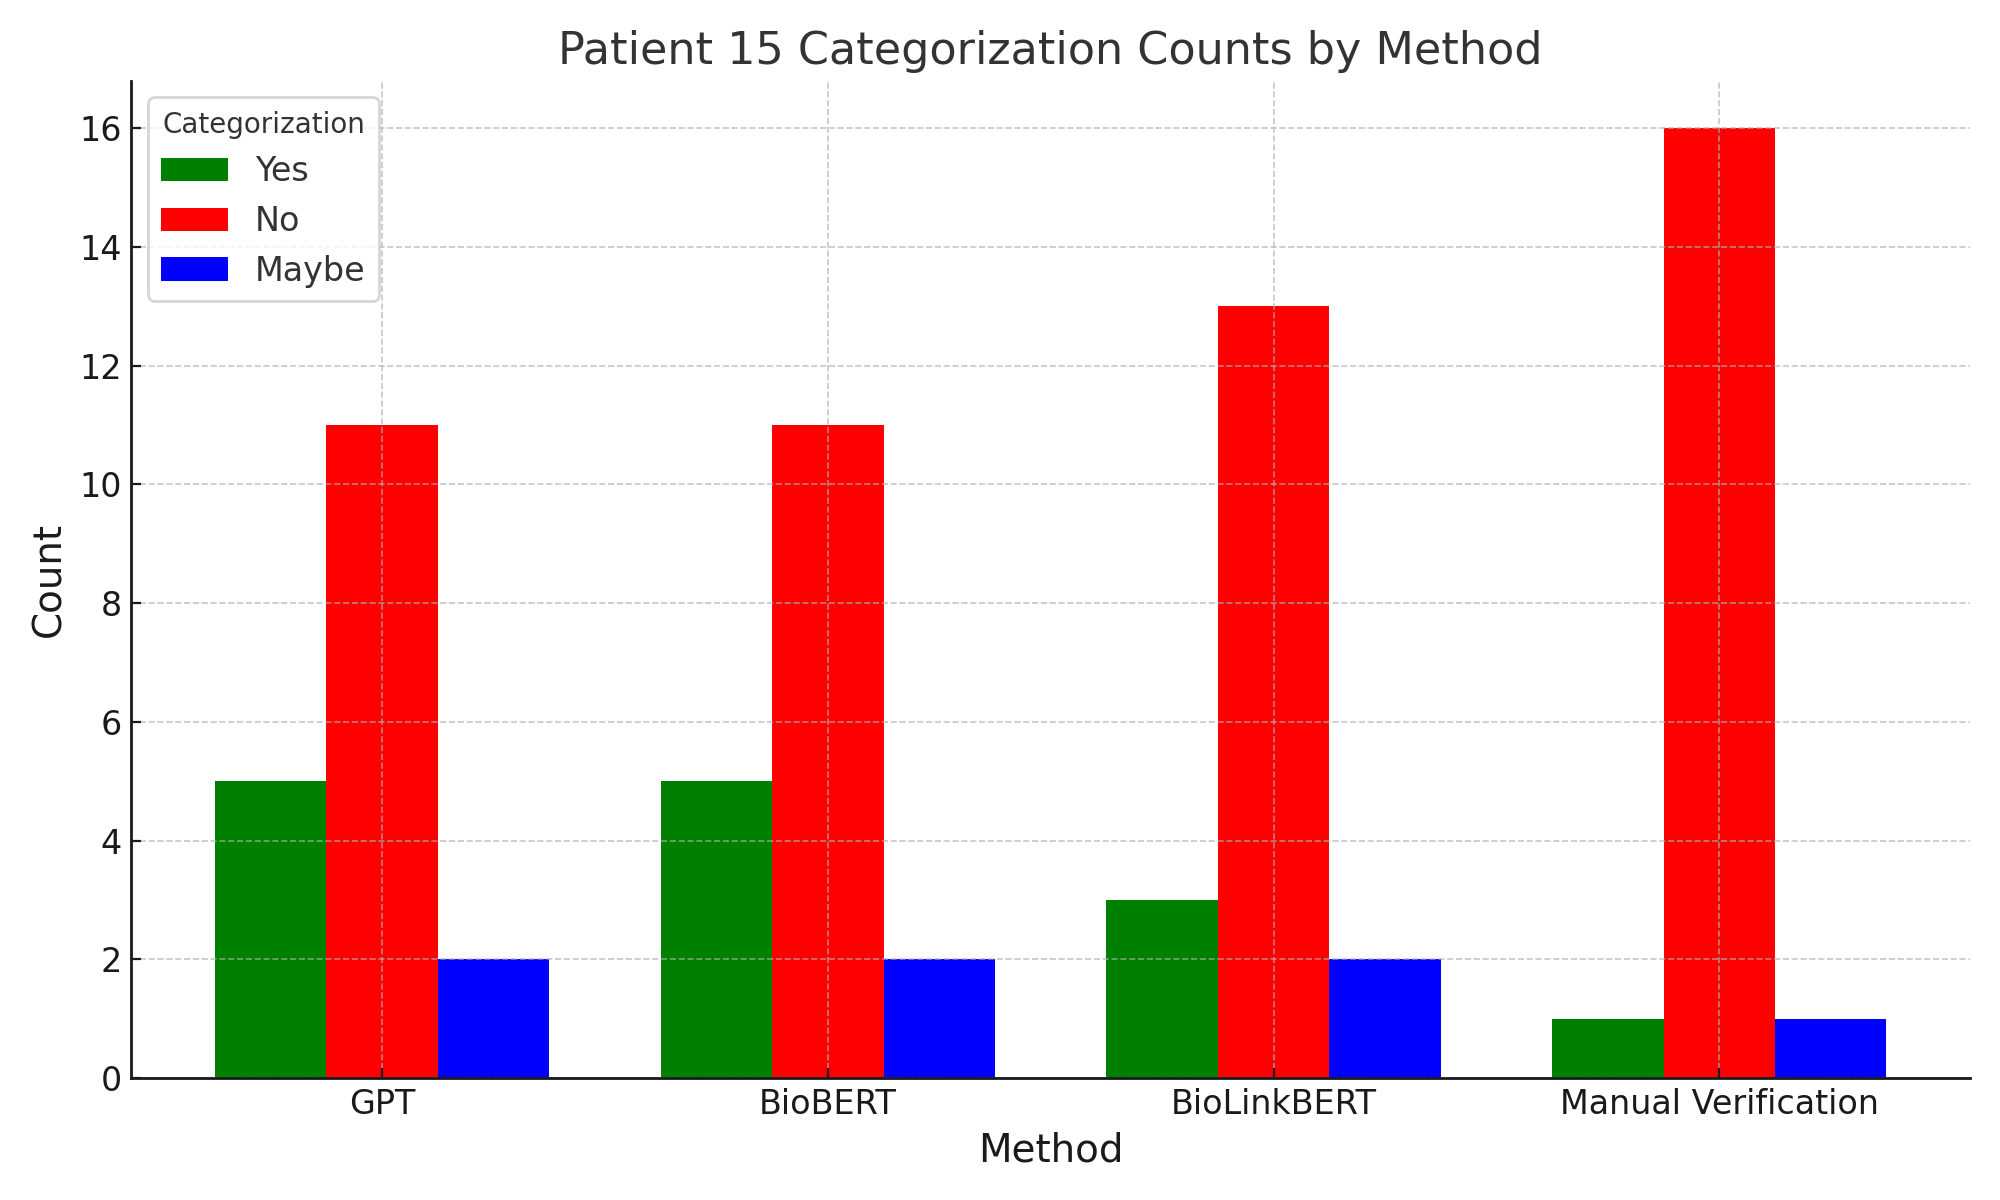 Patient 15 Categorization Counts by Method
Categorization
Yes
No
Maybe
16
14
12
10
8
6
4
2
0
Count
GPT
BioBERT
BioLinkBERT
Manual Verification
Method